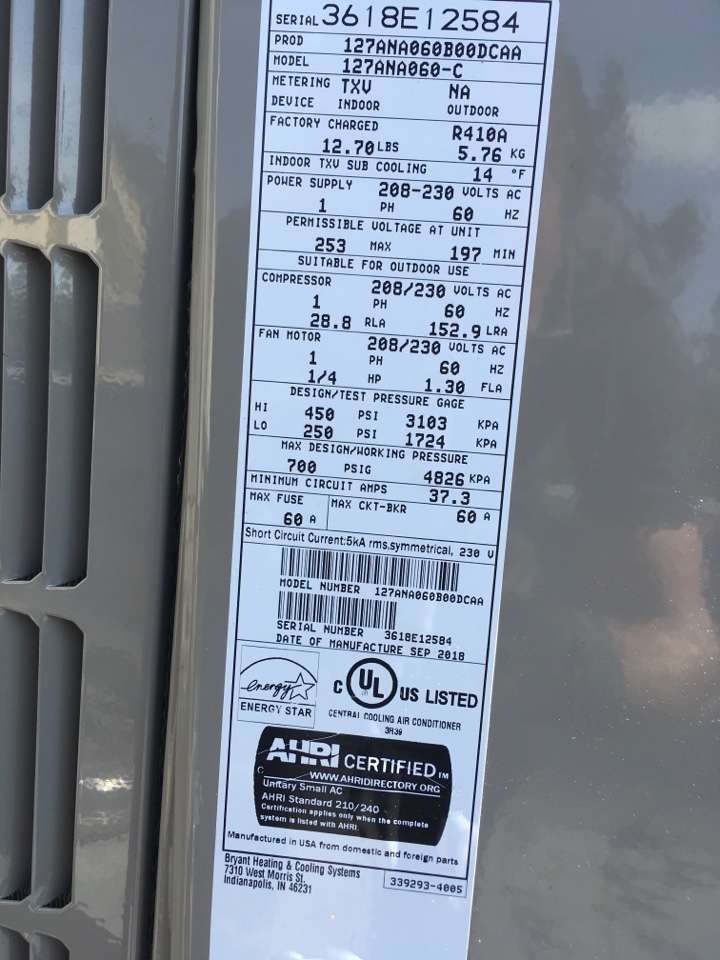 SERIAL 3618E12584
PROD 127ANA060B00DCAA
MODEL 127ANA060-C
METERING TXV NA
DEVICE INDOOR OUTDOOR
FACTORY CHARGED R410A
12.70 LBS 5.76 KG
INDOOR TXV SUB COOLING 14 °F
POWER SUPPLY 208-230 VOLTS AC
1 PH 60 HZ
PERMISSIBLE VOLTAGE AT UNIT
253 MAX 197 MIN
SUITABLE FOR OUTDOOR USE
COMPRESSOR 208/230 VOLTS AC
1 PH 60 HZ
28.8 RLA 152.9 LRA
FAN MOTOR 208/230 VOLTS AC
1 PH 60 HZ
1/4 HP 1.30 FLA
DESIGN/TEST PRESSURE GAGE
HI 450 PSI 3103 KPA
LO 250 PSI 1724 KPA
MAX DESIGN/WORKING PRESSURE
700 PSIG 4826 KPA
MINIMUM CIRCUIT AMPS 37.3
MAX FUSE MAX CKT-BKR
60 A 60 A
Short Circuit Current:5kA rms,symmetrical, 230 V
MODEL NUMBER 127ANA060B00DCAA
SERIAL NUMBER 3618E12584
DATE OF MANUFACTURE SEP 2018
energy
ENERGY STAR
C UL US LISTED
CENTRAL COOLING AIR CONDITIONER
3R39
AHRI CERTIFIED TM
WWW.AHRIDIRECTORY.ORG
Unitary Small AC
AHRI Standard 210/240
Certification applies only when the complete
system is listed with AHRI.
Manufactured in USA from domestic and foreign parts
Bryant Heating & Cooling Systems
7310 West Morris St.
Indianapolis, IN 46231
339293-4005